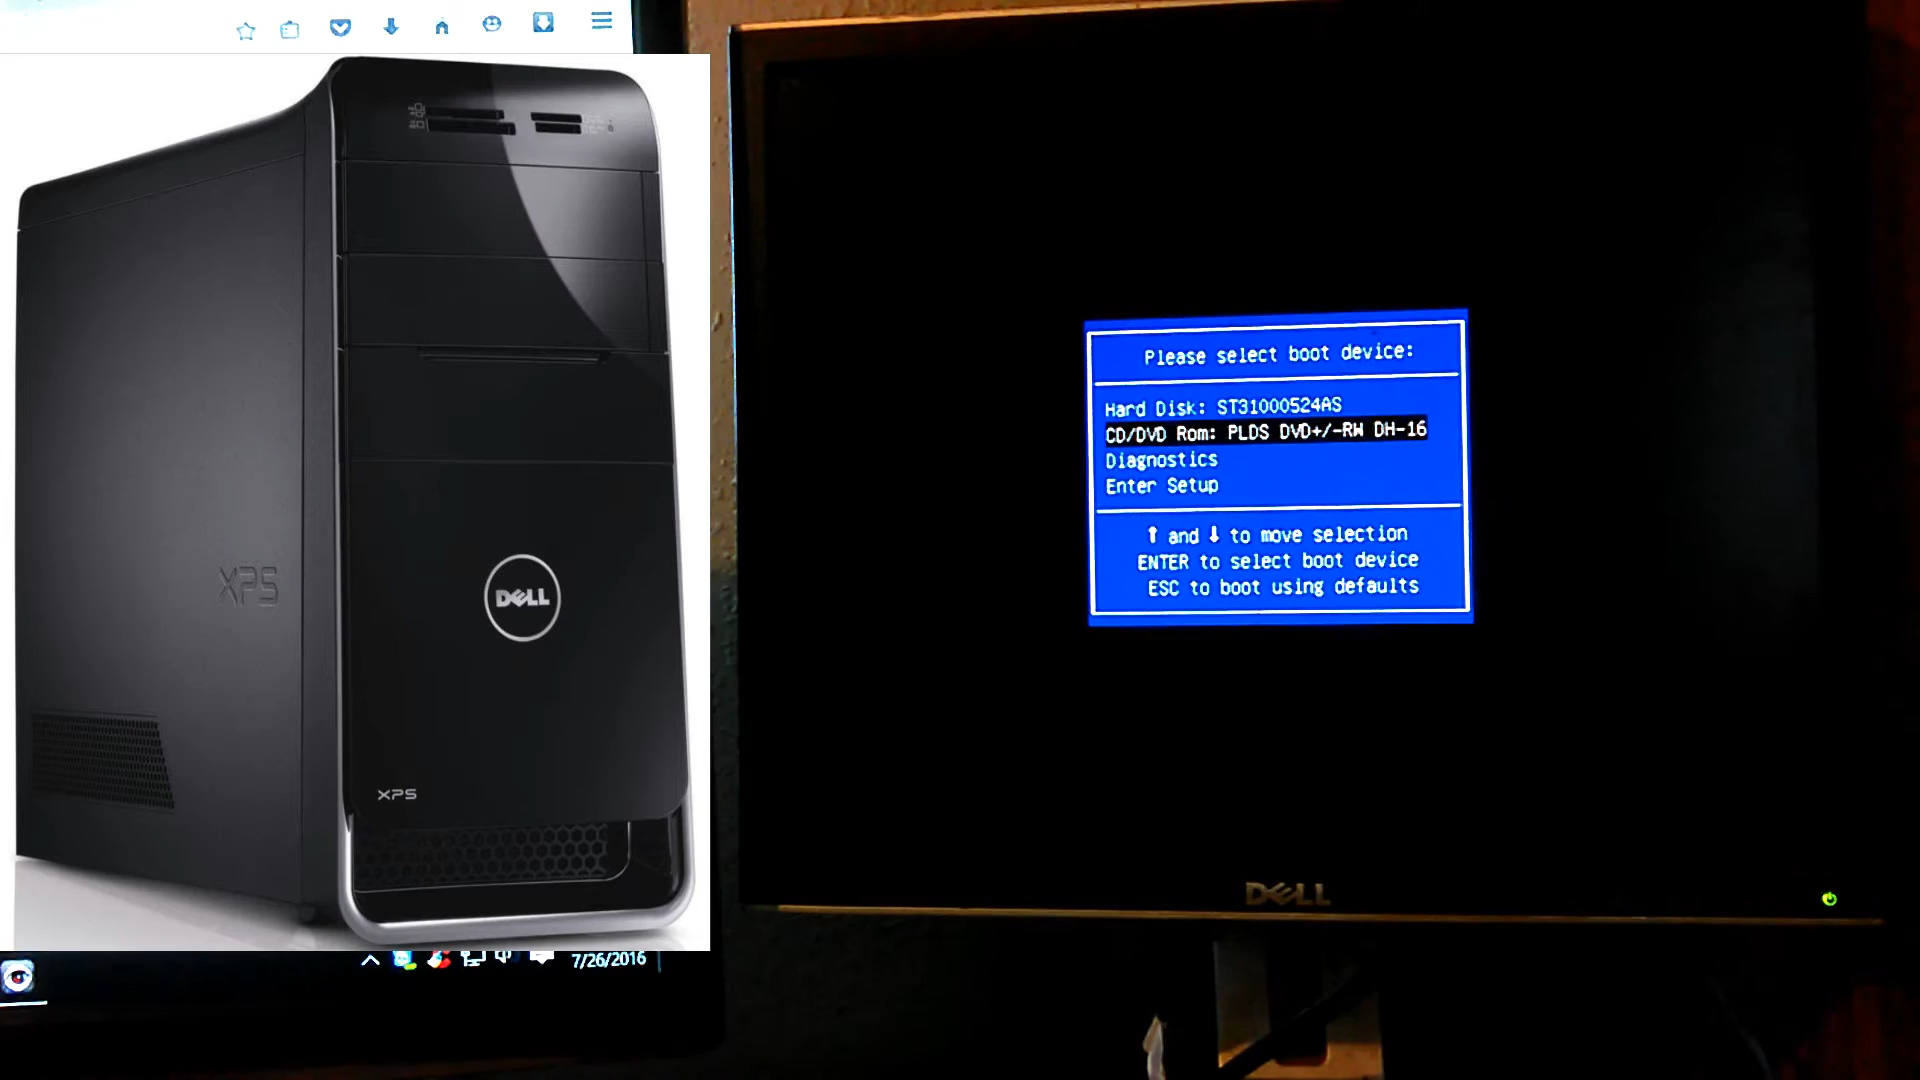 XPS
DELL
XPS
7/26/2016
Please select boot device:
Hard Disk: ST31000524AS
CD/DVD Rom: PLDS DVD+/-RW DH-16
Diagnostics
Enter Setup
↑ and ↓ to move selection
ENTER to select boot device
ESC to boot using defaults
DELL